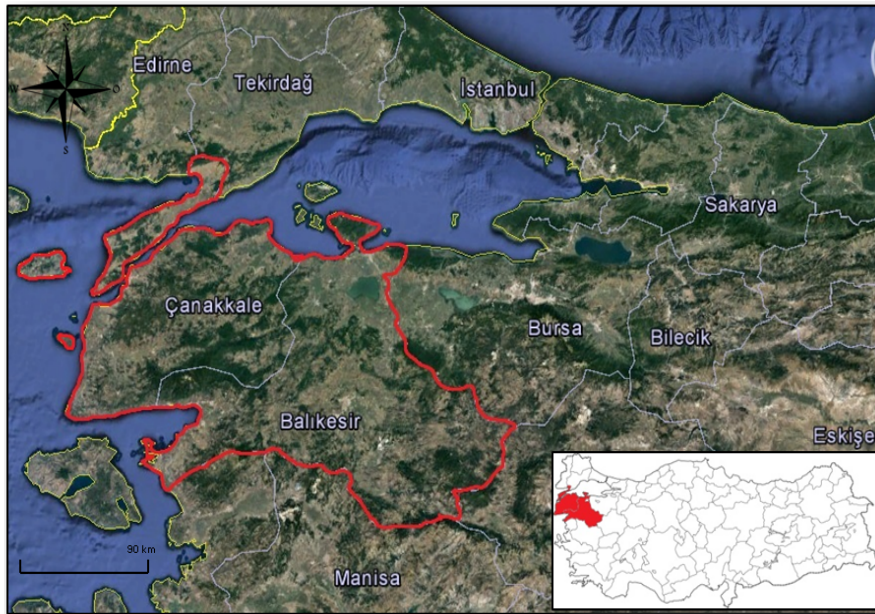 Edirne
Tekirdağ
İstanbul
N
W
O
S
Sakarya
Çanakkale
Bursa
Bilecik
Balıkesir
Eskişe
90 km
Manisa